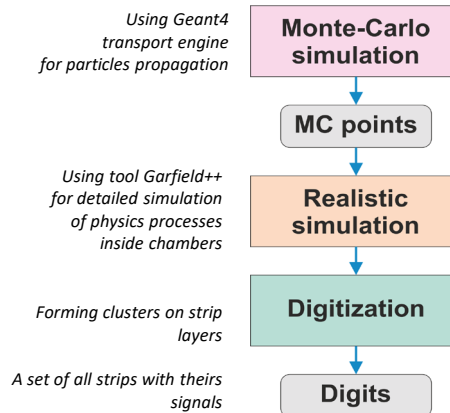 Using Geant4
transport engine
for particles propagation
Monte-Carlo
simulation
MC points
Using tool Garfield++
for detailed simulation
of physics processes
inside chambers
Realistic
simulation
Forming clusters on strip
layers
Digitization
A set of all strips with theirs
signals
Digits